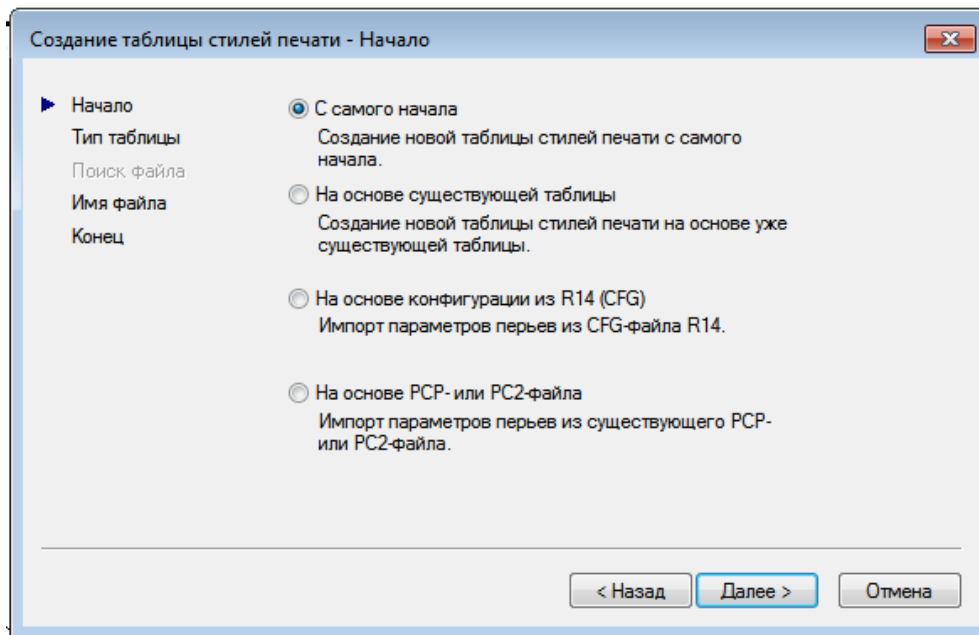 Создание таблицы стилей печати - Начало
Начало
Тип таблицы
Поиск файла
Имя файла
Конец
С самого начала
Создание новой таблицы стилей печати с самого
начала.
На основе существующей таблицы
Создание новой таблицы стилей печати на основе уже
существующей таблицы.
На основе конфигурации из R14 (CFG)
Импорт параметров перьев из CFG-файла R14.
На основе PCP- или PC2-файла
Импорт параметров перьев из существующего PCP-
или PC2-файла.
< Назад
Далее >
Отмена